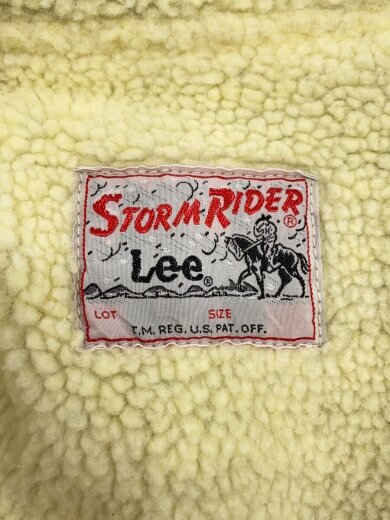 STORM RIDER ®
Lee ®
LOT SIZE
T.M. REG. U.S. PAT. OFF.